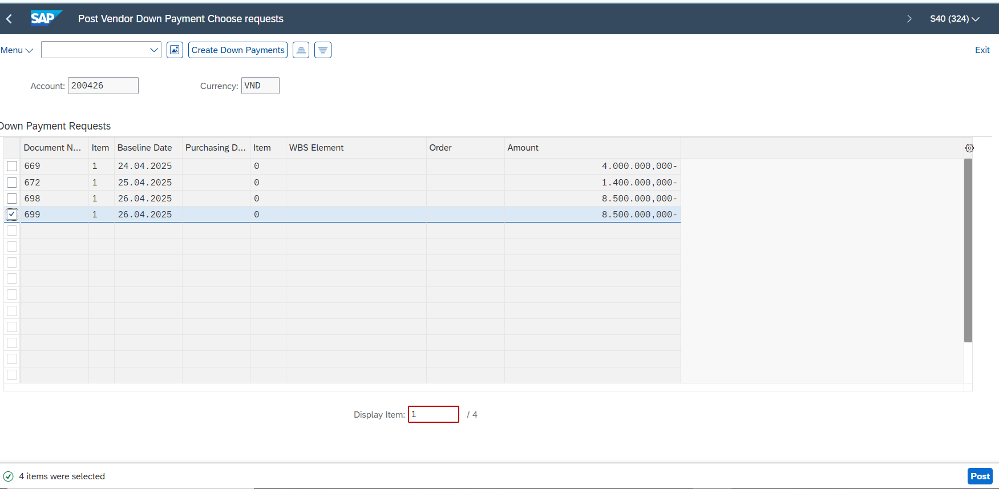 SAP Post Vendor Down Payment Choose requests S40 (324)
Menu Create Down Payments Exit
Account: 200426 Currency: VND
Down Payment Requests
Document N... Item Baseline Date Purchasing D... Item WBS Element Order Amount
669 1 24.04.2025 0 4.000.000,000-
672 1 25.04.2025 0 1.400.000,000-
698 1 26.04.2025 0 8.500.000,000-
699 1 26.04.2025 0 8.500.000,000-
Display Item: 1 / 4
4 items were selected Post